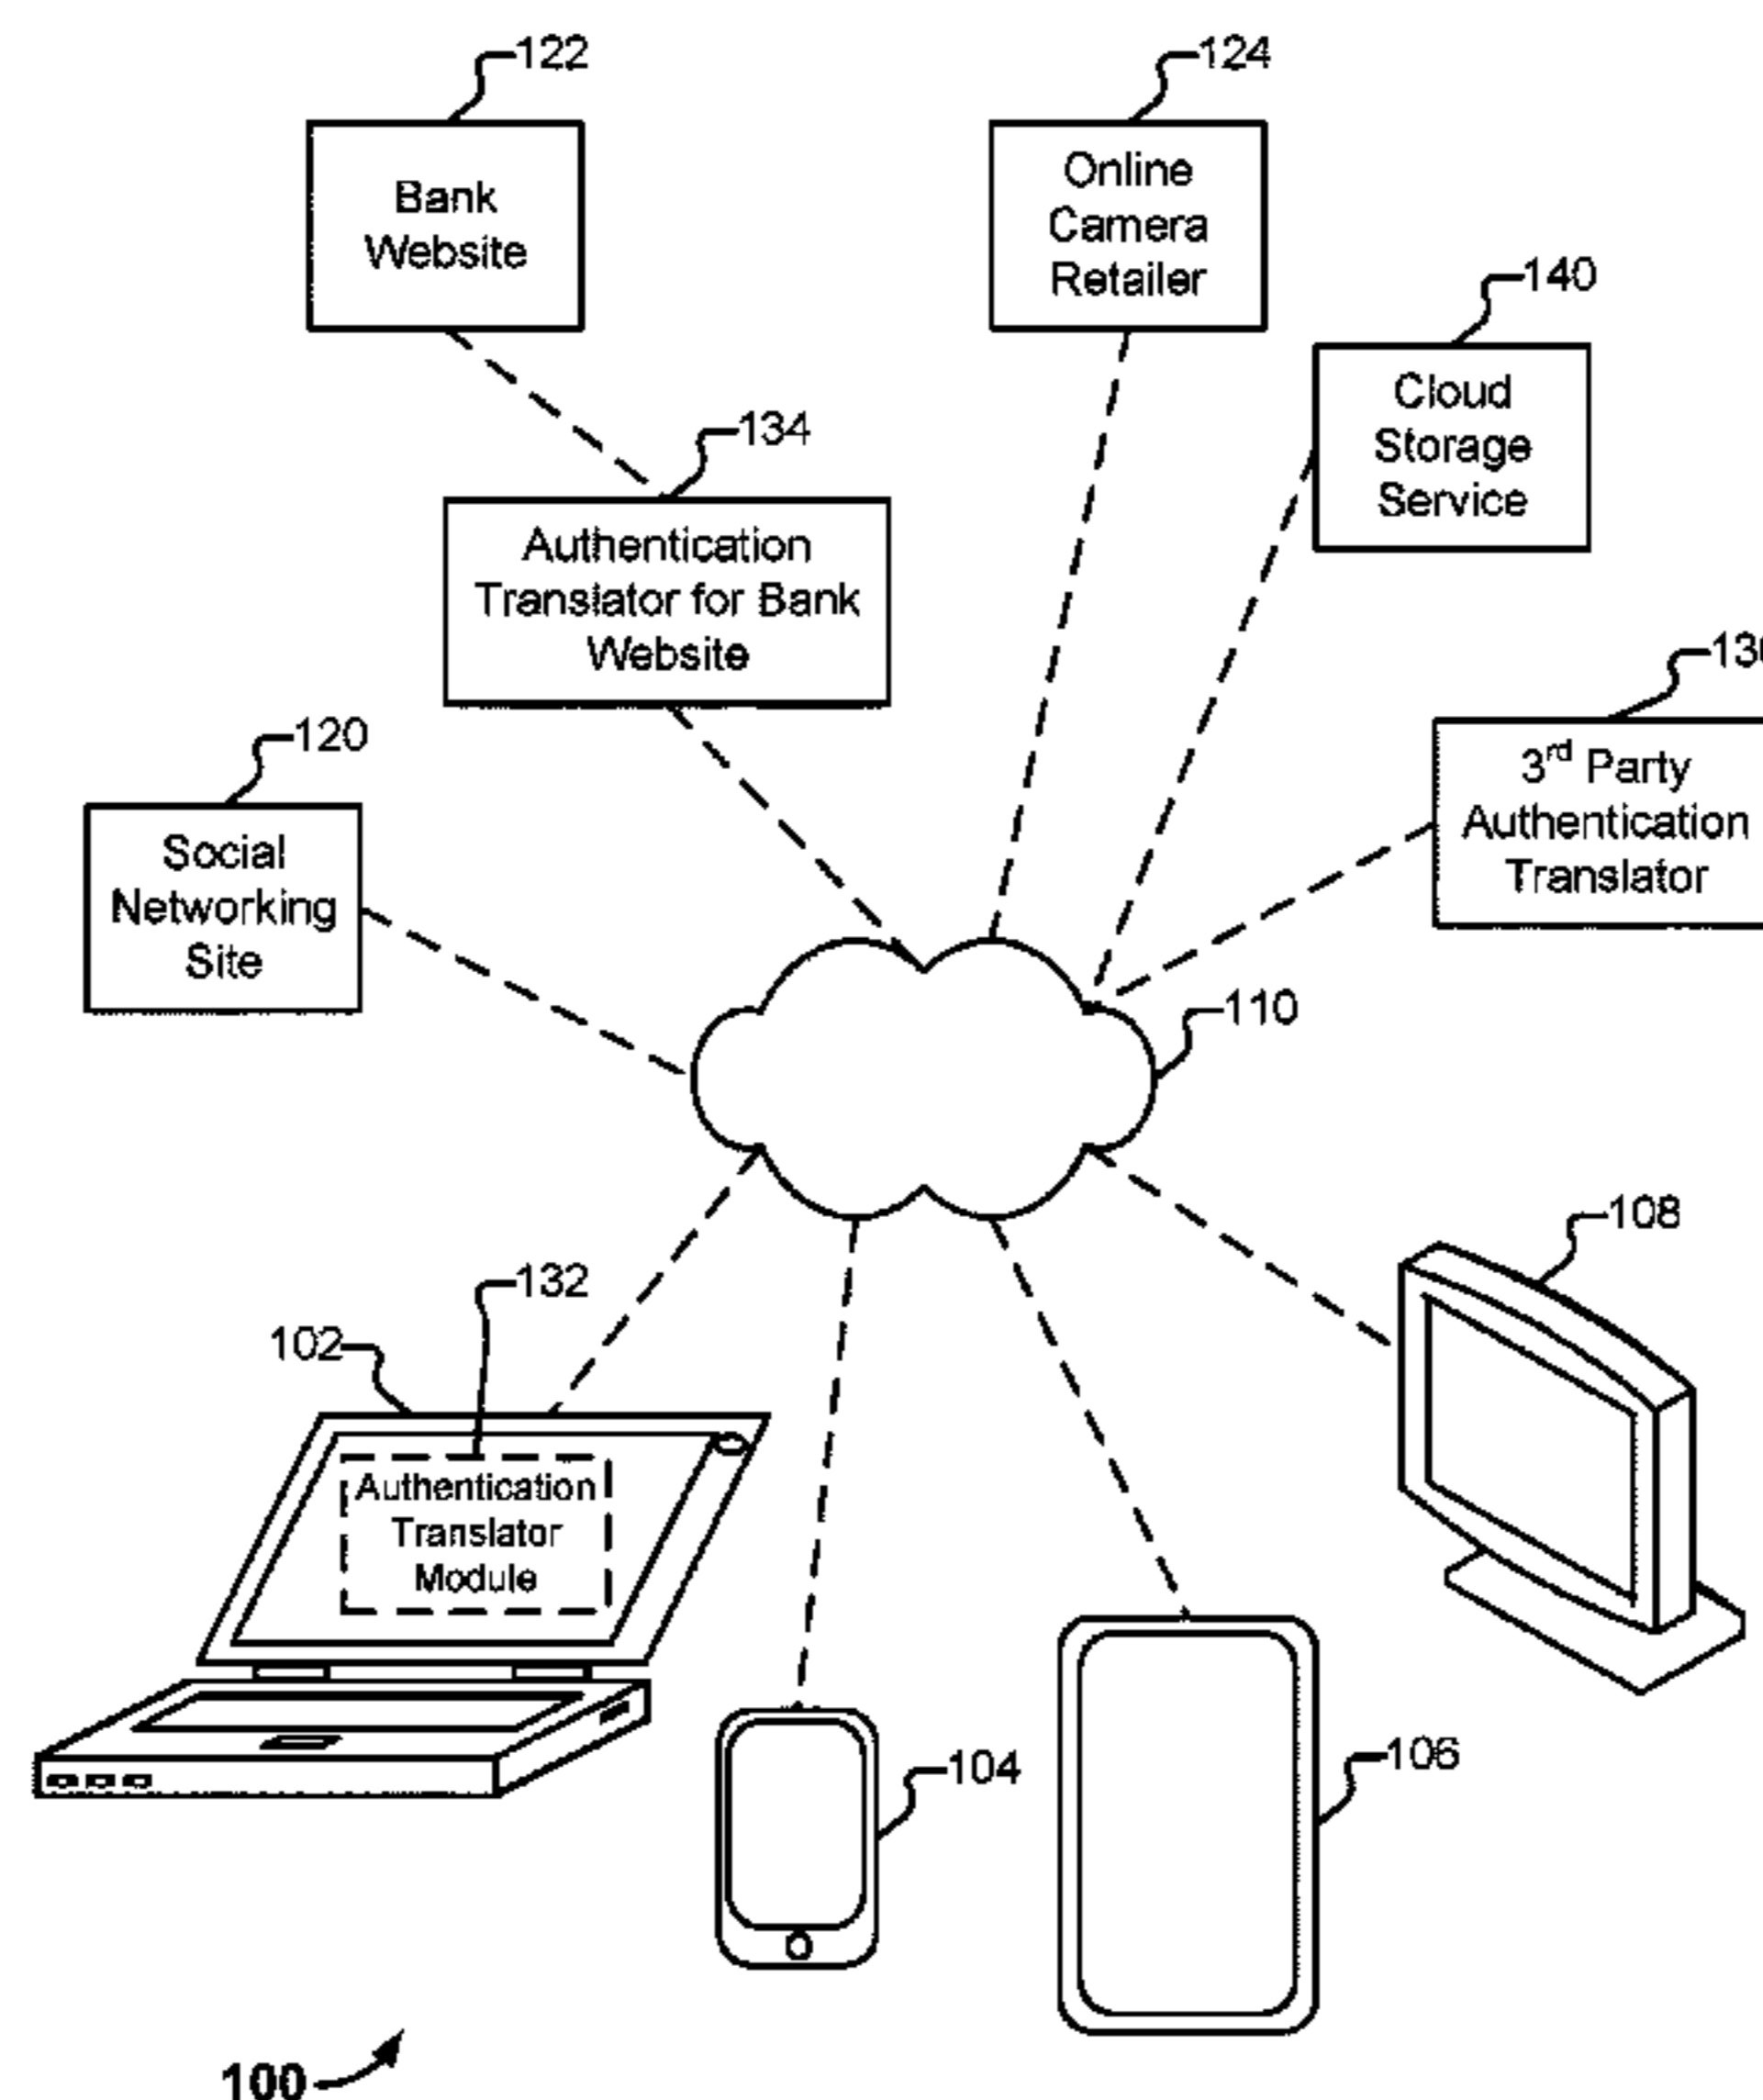 122
124
Bank
Website
Online
Camera
Retailer
140
Cloud
Storage
Service
134
Authentication
Translator for Bank
Website
3rd Party
Authentication
Translator
120
Social
Networking
Site
110
108
132
102
Authentication
Translator
Module
104
106
100